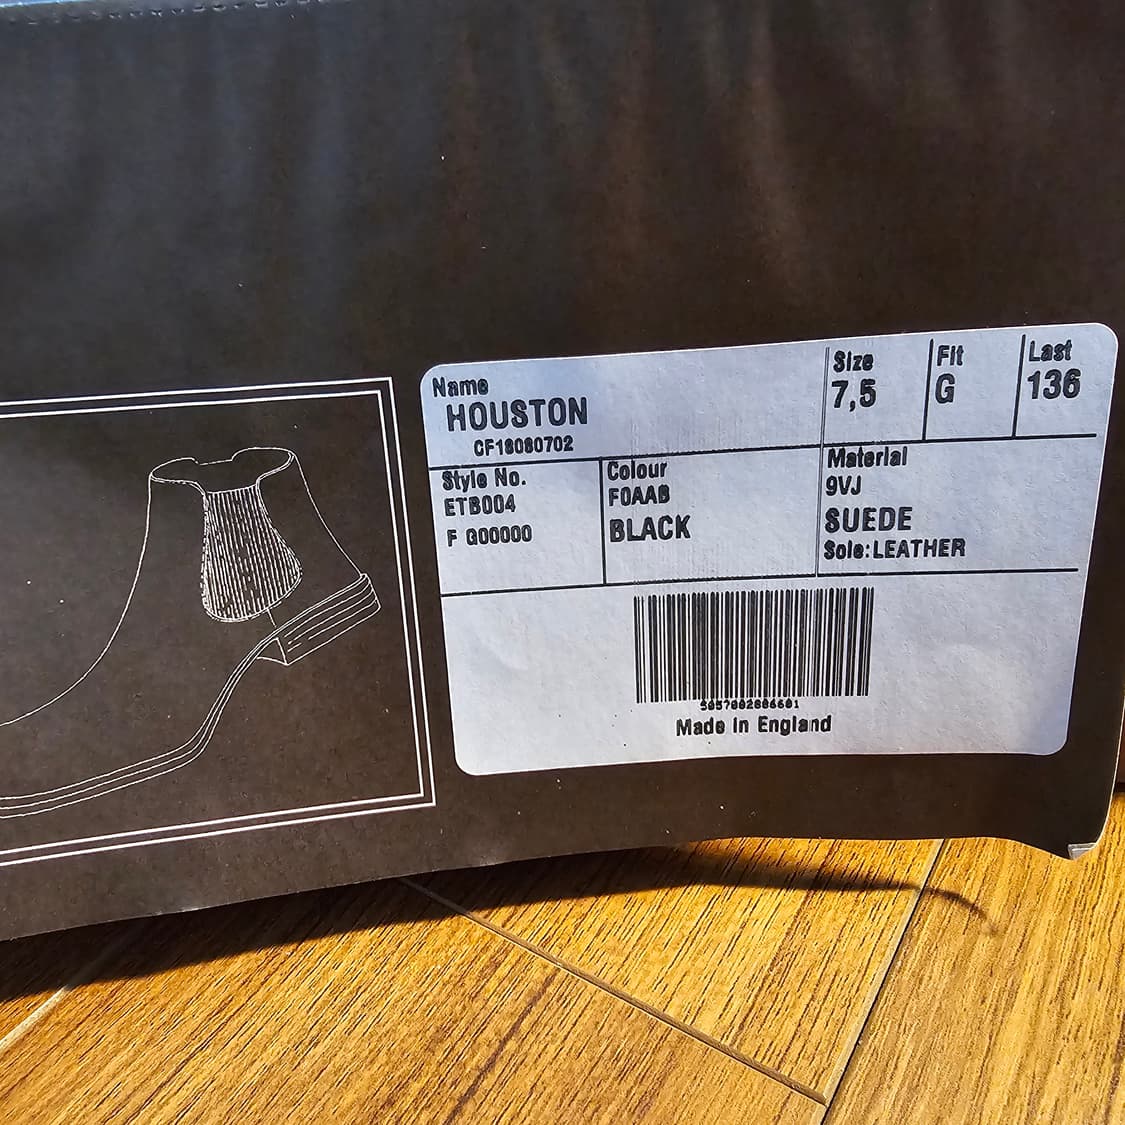 Name
HOUSTON
CF18080702
Size
7,5
Fit
G
Last
136
Style No.
ETB004
F G00000
Colour
F0AAB
BLACK
Material
9VJ
SUEDE
Sole:LEATHER
Made in England